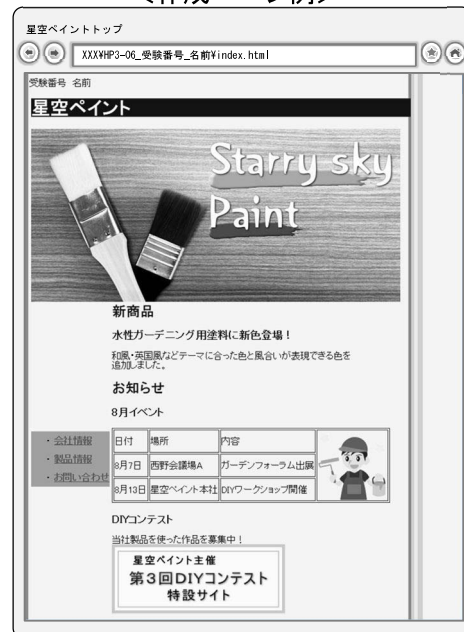 星空ペイントトップ
XXX¥HP3-06_受験番号_名前¥index.html
受験番号 名前
星空ペイント
Starry sky
Paint
新商品
水性ガーデニング用塗料に新色登場！
和風・英国風などテーマに合った色と風合いが表現できる色を
追加しました。
お知らせ
8月イベント
・会社情報
・製品情報
・お問い合わせ
日付 場所 内容
8月7日 西野会議場A ガーデンフォーラム出展
8月13日 星空ペイント本社 DIYワークショップ開催
DIYコンテスト
当社製品を使った作品を募集中！
星空ペイント主催
第3回DIYコンテスト
特設サイト